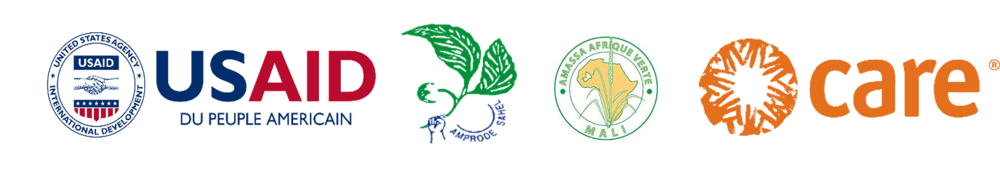 UNITED STATES AGENCY
USAID
INTERNATIONAL DEVELOPMENT
USAID
DU PEUPLE AMERICAIN
AMPRODE SAHEL
AMASSA AFRIQUE VERTE
MALI
care®